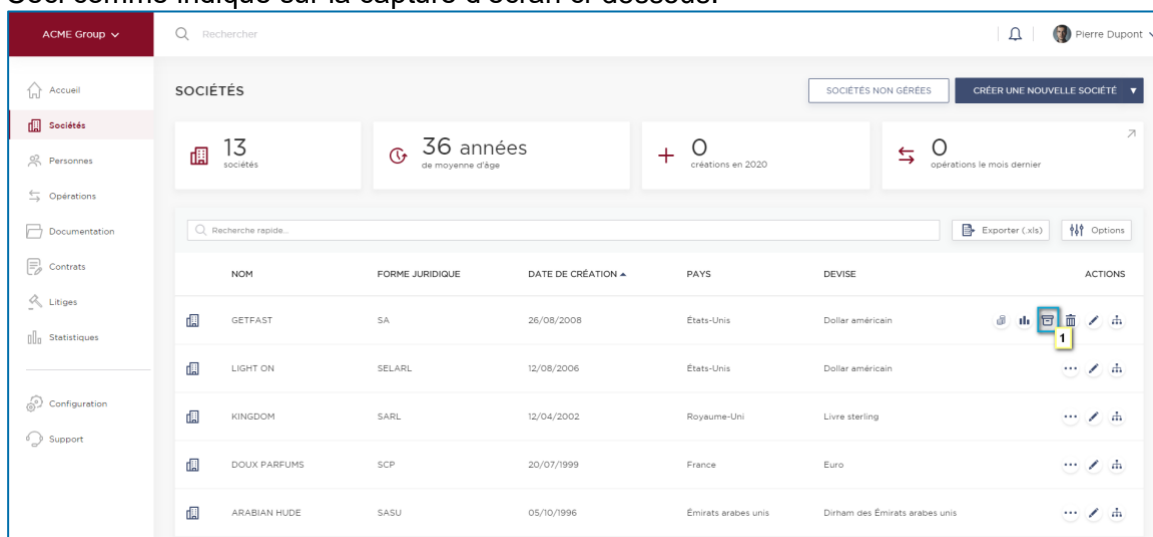 Ceci comme indiqué sur la capture d'écran ci-dessous.
ACME Group
Rechercher
Pierre Dupont
Accueil
Sociétés
Personnes
Opérations
Documentation
Contrats
Litiges
Statistiques
Configuration
Support
SOCIÉTÉS
SOCIÉTÉS NON GÉRÉES
CRÉER UNE NOUVELLE SOCIÉTÉ
13
sociétés
36 années
de moyenne d'âge
0
créations en 2020
0
opérations le mois dernier
Recherche rapide...
Exporter (.xls)
Options
NOM FORME JURIDIQUE DATE DE CRÉATION PAYS DEVISE ACTIONS
GETFAST SA 26/08/2008 États-Unis Dollar américain
1
LIGHT ON SELARL 12/08/2006 États-Unis Dollar américain
KINGDOM SARL 12/04/2002 Royaume-Uni Livre sterling
DOUX PARFUMS SCP 20/07/1999 France Euro
ARABIAN HUDE SASU 05/10/1996 Émirats arabes unis Dirham des Émirats arabes unis